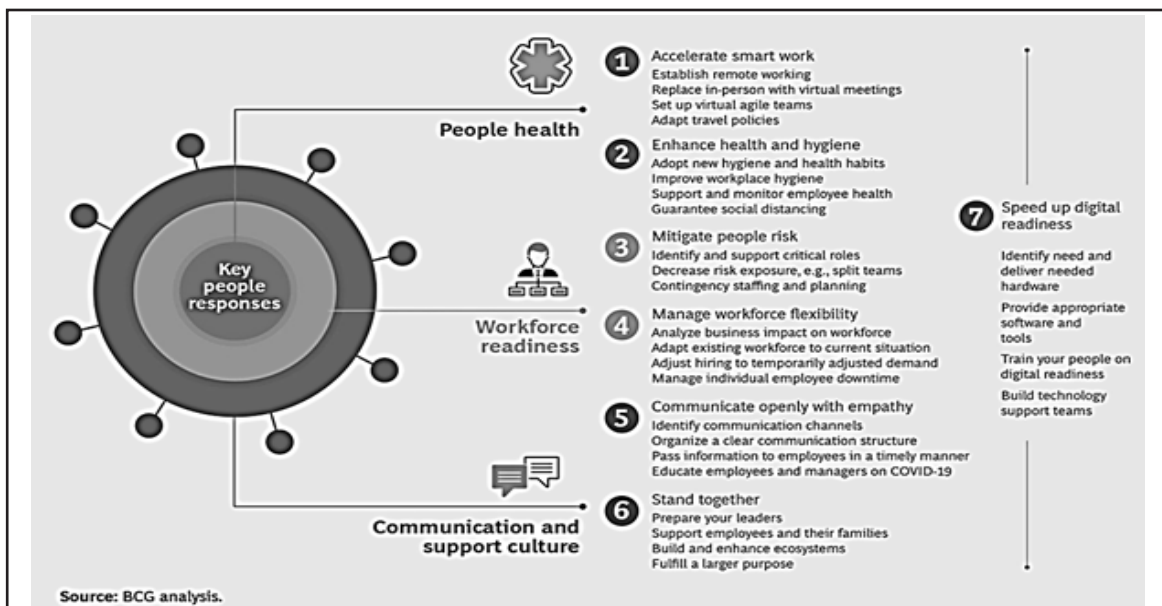 Key
people
responses
People health
Workforce
readiness
Communication and
support culture
1 Accelerate smart work
Establish remote working
Replace in-person with virtual meetings
Set up virtual agile teams
Adapt travel policies
2 Enhance health and hygiene
Adopt new hygiene and health habits
Improve workplace hygiene
Support and monitor employee health
Guarantee social distancing
3 Mitigate people risk
Identify and support critical roles
Decrease risk exposure, e.g., split teams
Contingency staffing and planning
4 Manage workforce flexibility
Analyze business impact on workforce
Adapt existing workforce to current situation
Adjust hiring to temporarily adjusted demand
Manage individual employee downtime
5 Communicate openly with empathy
Identify communication channels
Organize a clear communication structure
Pass information to employees in a timely manner
Educate employees and managers on COVID-19
6 Stand together
Prepare your leaders
Support employees and their families
Build and enhance ecosystems
Fulfill a larger purpose
7 Speed up digital
readiness
Identify need and
deliver needed
hardware
Provide appropriate
software and
tools
Train your people on
digital readiness
Build technology
support teams
Source: BCG analysis.